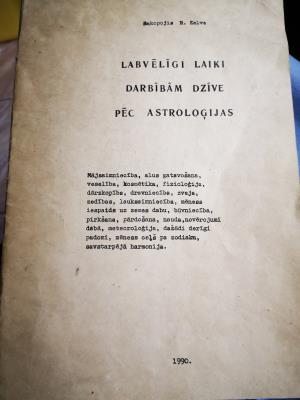 Sakopojis R. Kalve
LABVĒLĪGI LAIKI
DARBĪBĀM DZĪVE
PĒC ASTROLOĢIJAS
Mājsaimniecība, alus gatavošana,
veselība, kosmētika, fizioloģija,
dārzkopība, dravniecība, zveja,
medības, lauksaimniecība, mēness
iespaids uz zemes dabu, būvniecība,
pirkšana, pārdošana, nauda,novērojumi
dabā, meteoroloģija, dažādi derīgi
padomi, mēness ceļš pa zodiaku,
savstarpējā harmonija.
1990.